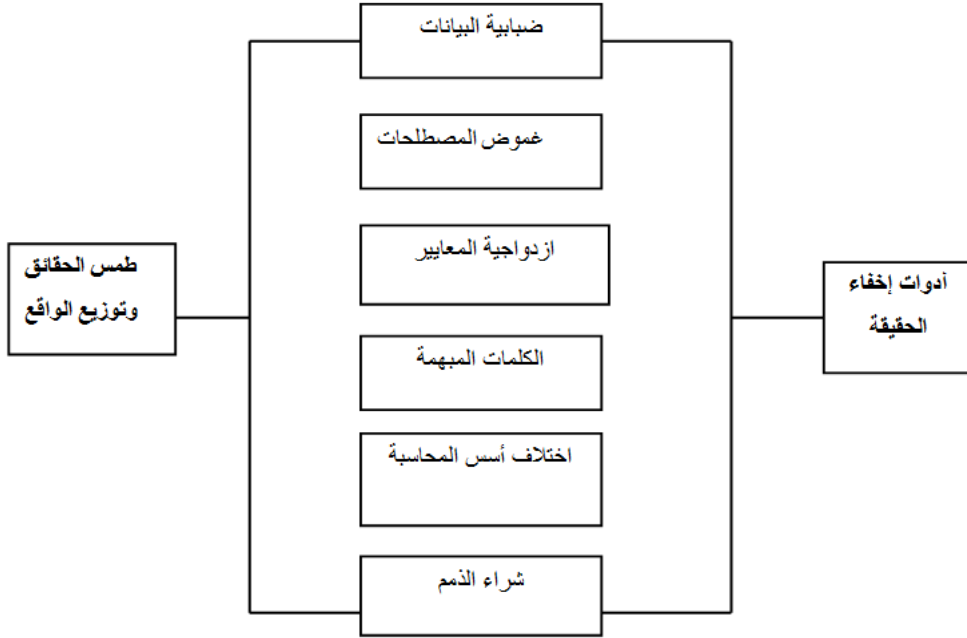 ضبابية البيانات
غموض المصطلحات
ازدواجية المعايير
أدوات إخفاء
الحقيقة
طمس الحقائق
وتوزيع الواقع
الكلمات المبهمة
اختلاف أسس المحاسبة
شراء الذمم